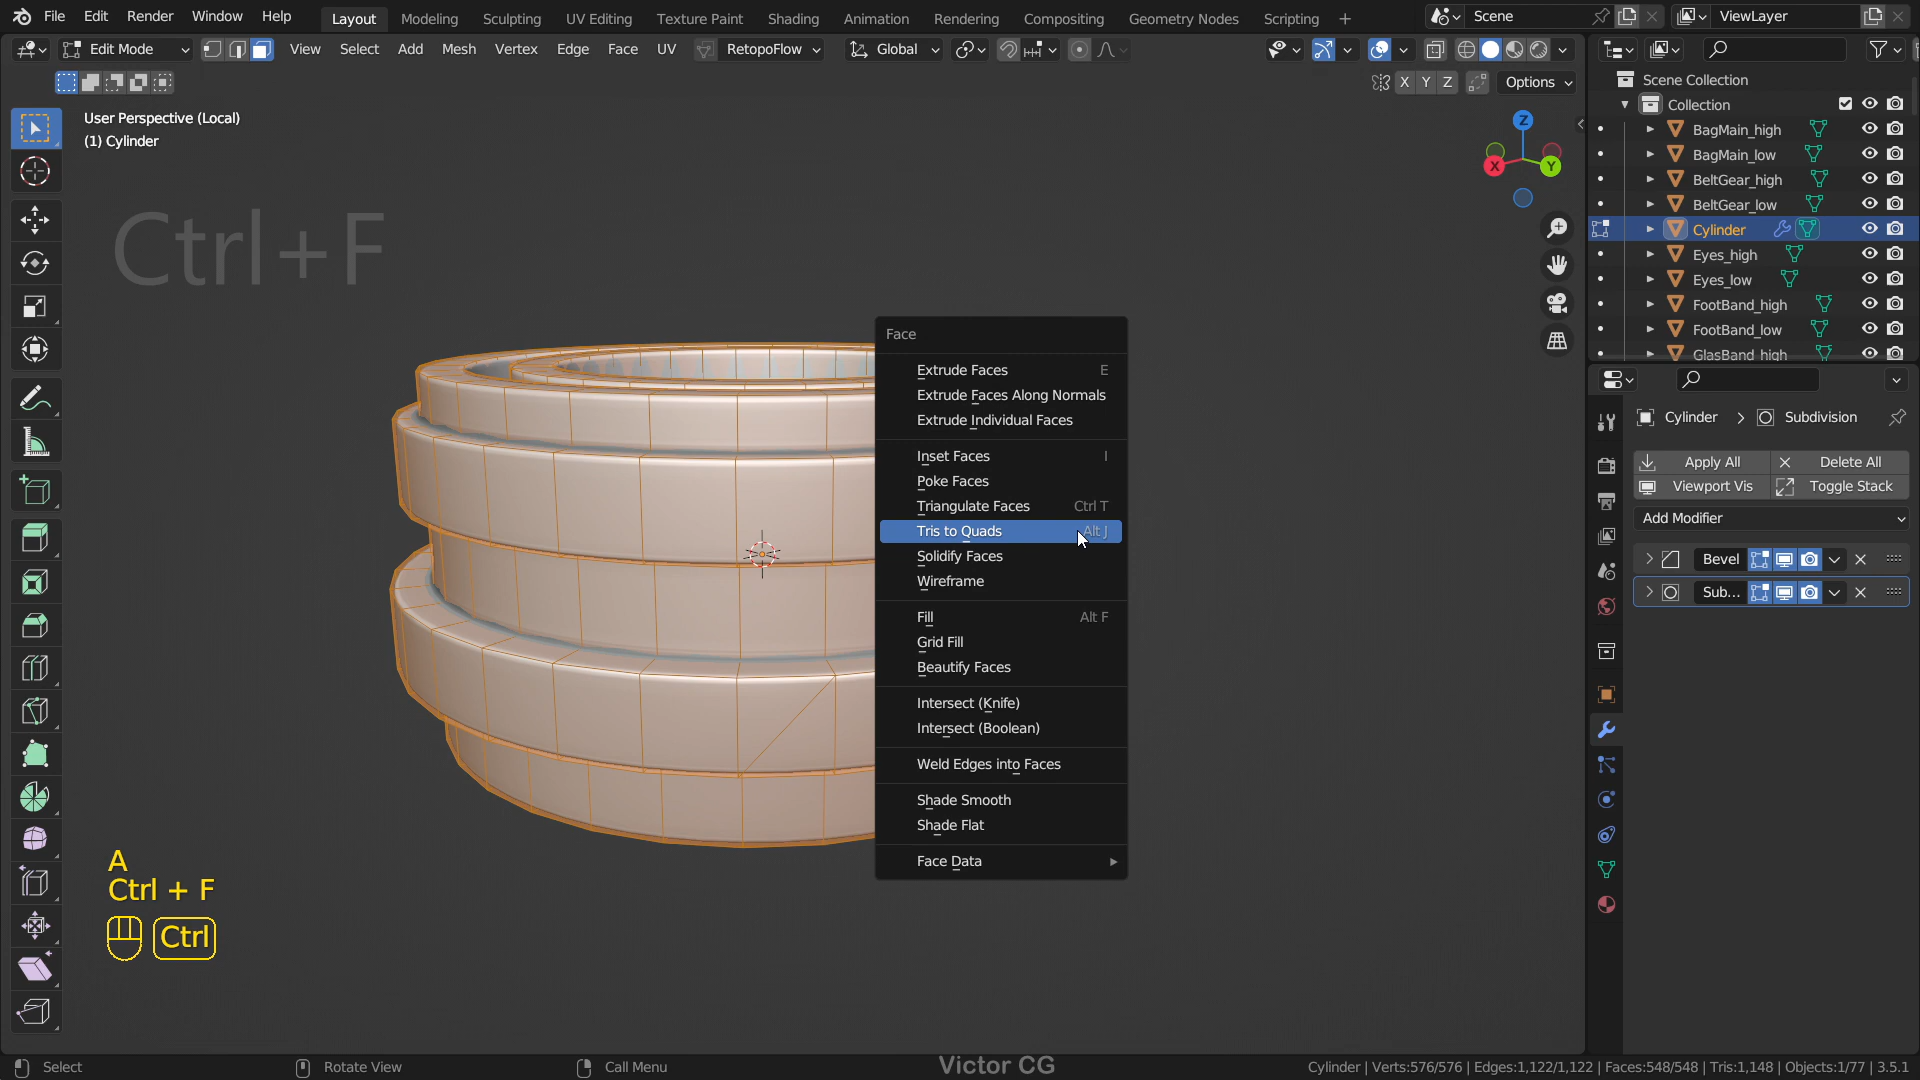 File Edit Render Window Help Layout Modeling Sculpting UV Editing Texture Paint Shading Animation Rendering Compositing Geometry Nodes Scripting + Scene ViewLayer
Edit Mode View Select Add Mesh Vertex Edge Face UV RetopoFlow Global
X Y Z Options
User Perspective (Local)
(1) Cylinder
Ctrl+F
Z
X
Y
Face
Extrude Faces E
Extrude Faces Along Normals
Extrude Individual Faces
Inset Faces I
Poke Faces
Triangulate Faces Ctrl T
Tris to Quads Alt J
Solidify Faces
Wireframe
Fill Alt F
Grid Fill
Beautify Faces
Intersect (Knife)
Intersect (Boolean)
Weld Edges into Faces
Shade Smooth
Shade Flat
Face Data
A
Ctrl + F
Ctrl
Scene Collection
Collection
BagMain_high
BagMain_low
BeltGear_high
BeltGear_low
Cylinder
Eyes_high
Eyes_low
FootBand_high
FootBand_low
GlasBand_high
Cylinder > Subdivision
Apply All Delete All
Viewport Vis Toggle Stack
Add Modifier
Bevel
Sub...
Select Rotate View Call Menu Victor CG Cylinder | Verts:576/576 | Edges:1,122/1,122 | Faces:548/548 | Tris:1,148 | Objects:1/77 | 3.5.1